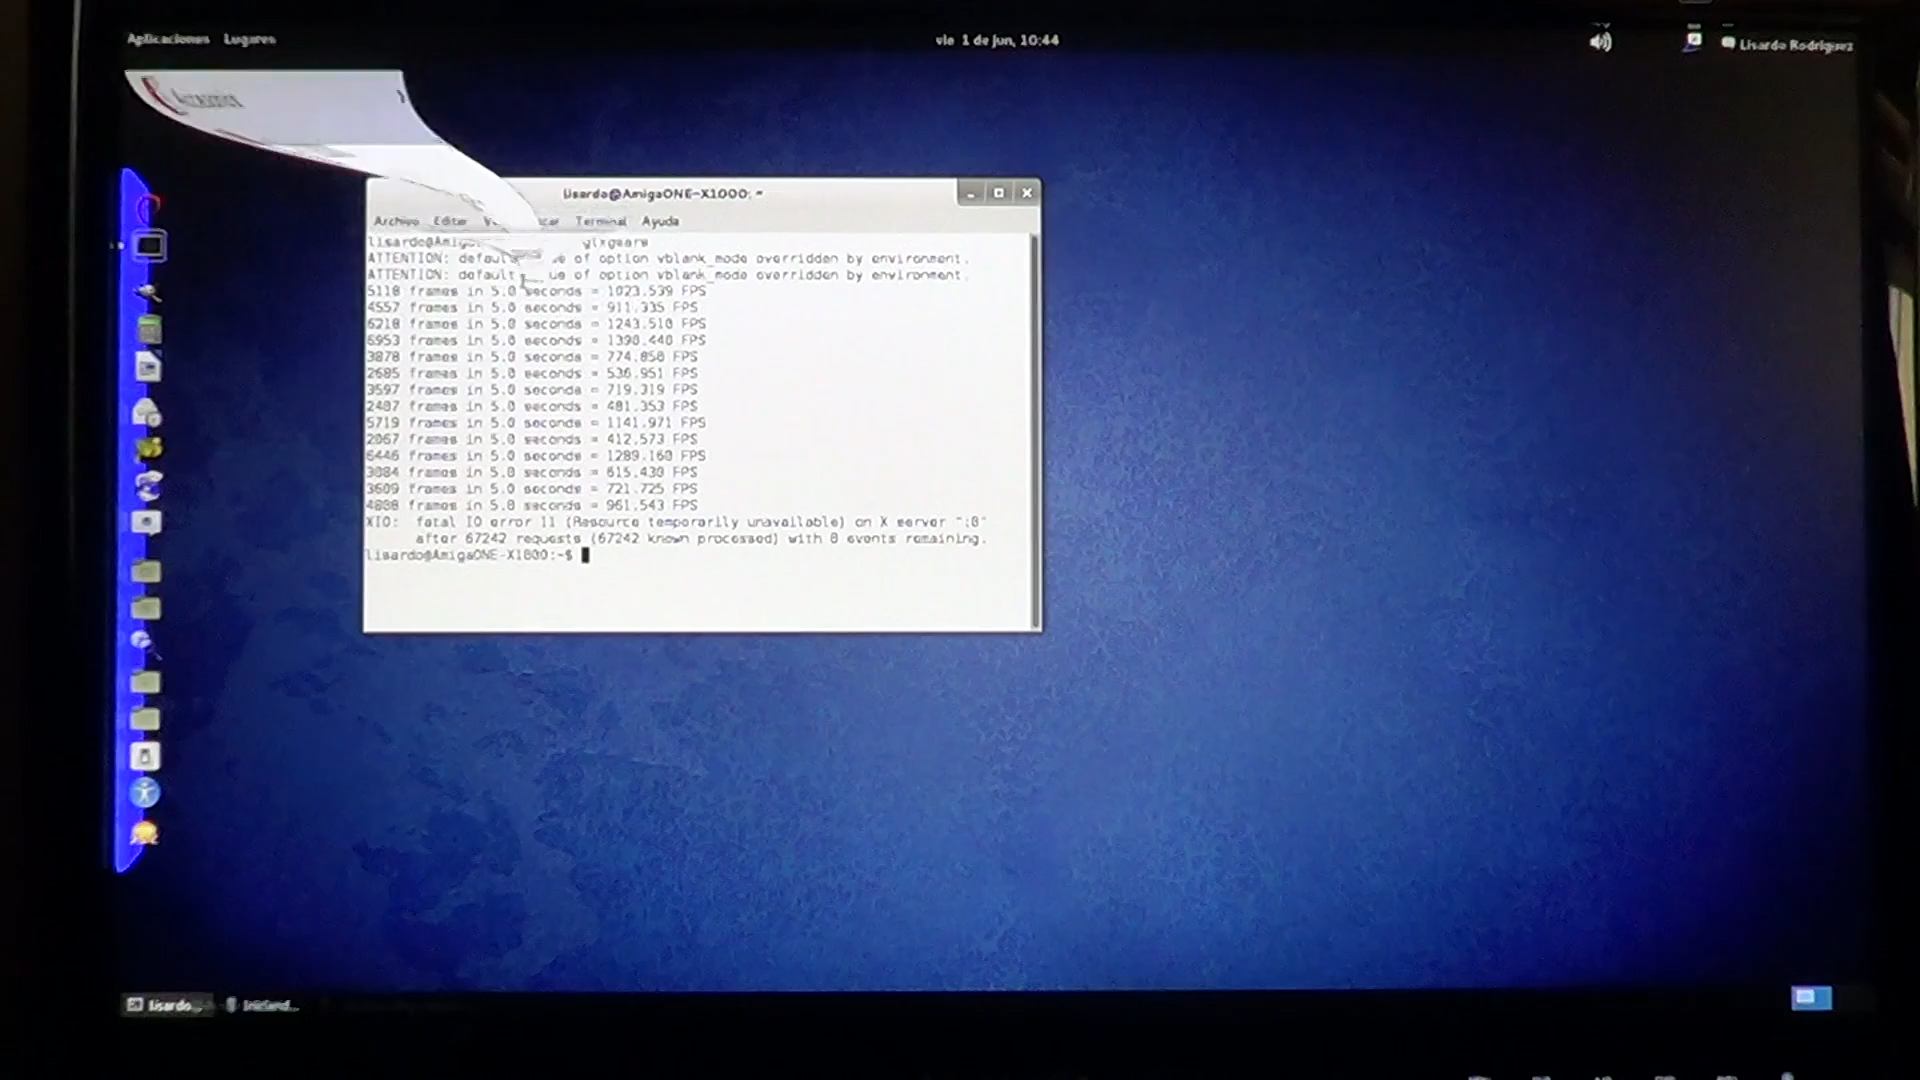 Aplicaciones Lugares
vie 1 de jun, 10:44
Lisardo Rodríguez
Accesorios
lisardo@AmigaONE-X1000: ~
Archivo Editar Terminal Ayuda
glxgears
ATTENTION: default of option vblank_mode overridden by environment.
ATTENTION: default of option vblank_mode overridden by environment.
5118 frames in 5.0 seconds = 1023.539 FPS
4557 frames in 5.0 seconds = 911.335 FPS
6218 frames in 5.0 seconds = 1243.510 FPS
6953 frames in 5.0 seconds = 1390.440 FPS
3878 frames in 5.0 seconds = 774.858 FPS
2685 frames in 5.0 seconds = 536.951 FPS
3597 frames in 5.0 seconds = 719.319 FPS
2407 frames in 5.0 seconds = 481.353 FPS
5719 frames in 5.0 seconds = 1141.971 FPS
2067 frames in 5.0 seconds = 412.573 FPS
6446 frames in 5.0 seconds = 1289.160 FPS
3084 frames in 5.0 seconds = 615.430 FPS
3609 frames in 5.0 seconds = 721.725 FPS
4808 frames in 5.0 seconds = 961.543 FPS
XIO: fatal IO error 11 (Resource temporarily unavailable) on X server ":0"
after 67242 requests (67242 known processed) with 0 events remaining.
lisardo@AmigaONE-X1000:~$
lisardo...